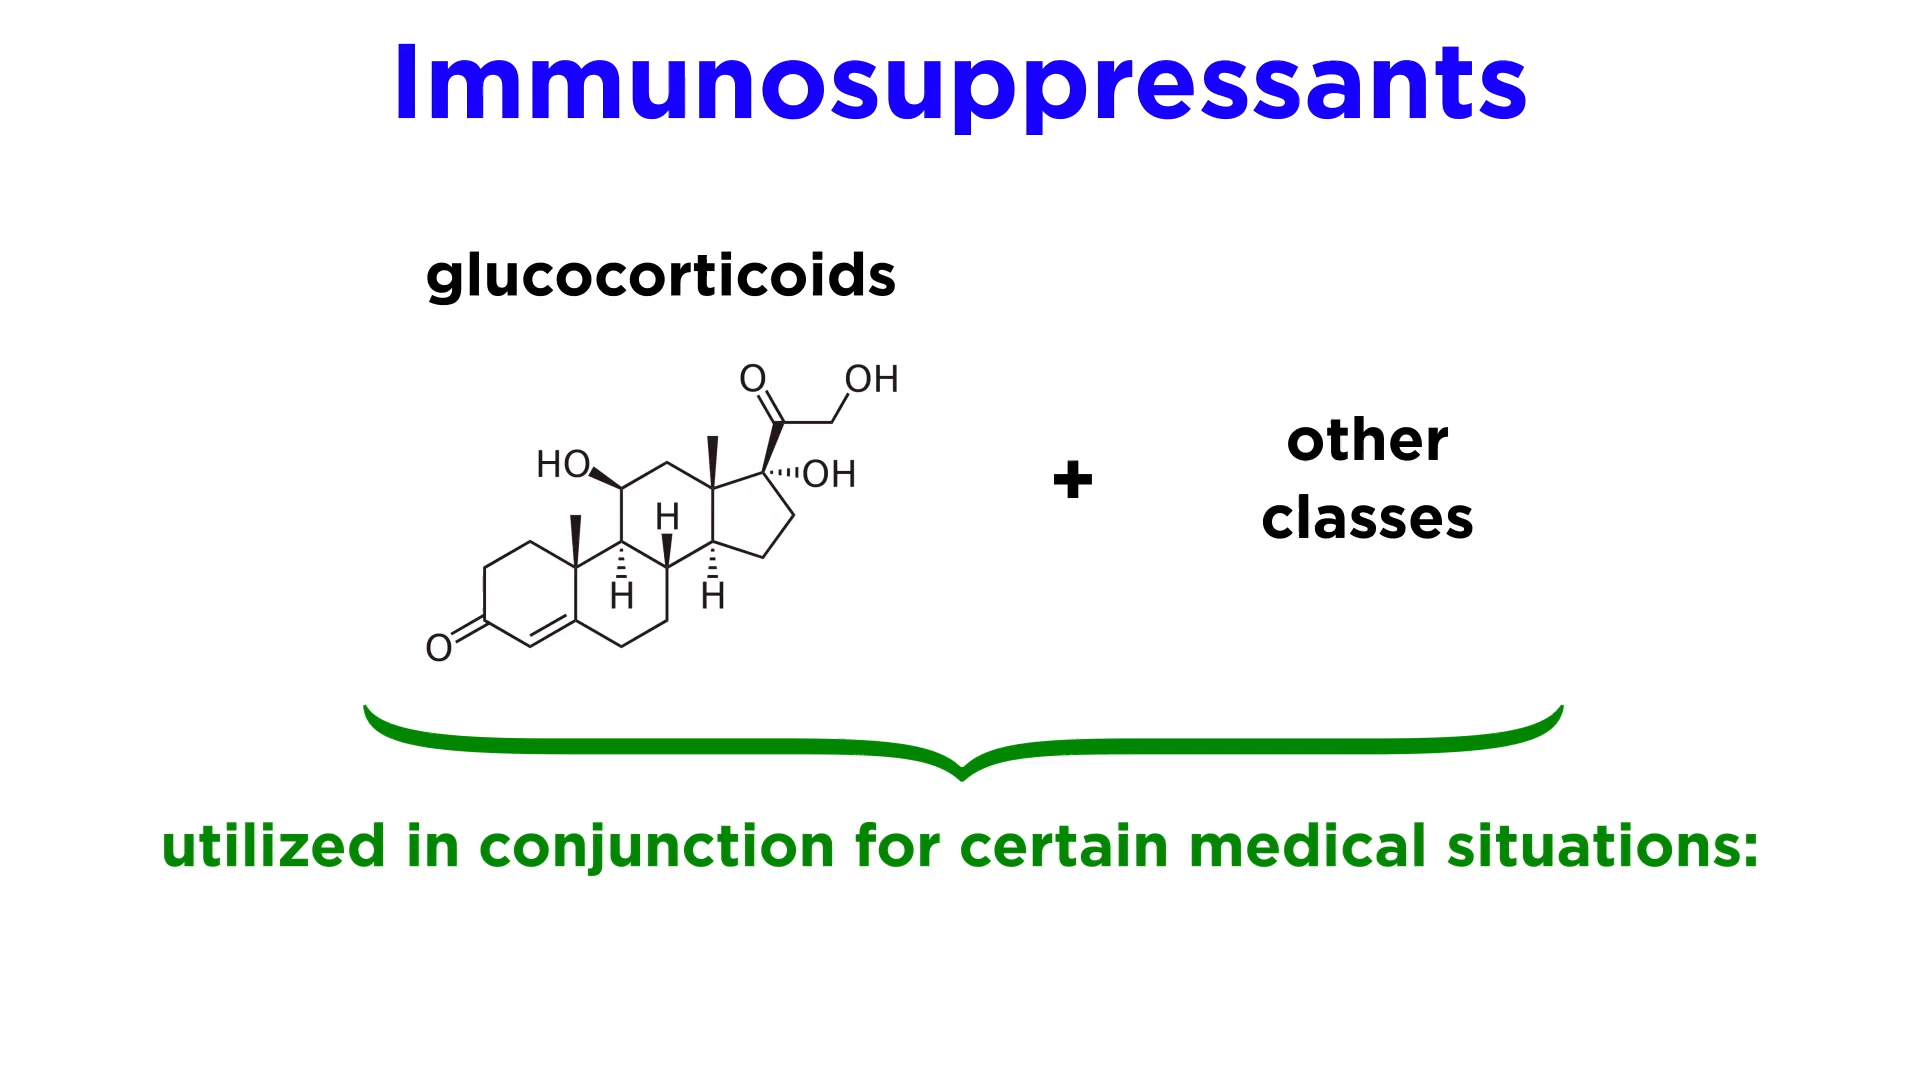 Immunosuppressants
glucocorticoids
O
OH
HO
OH
H
H
H
O
+
other
classes
utilized in conjunction for certain medical situations: